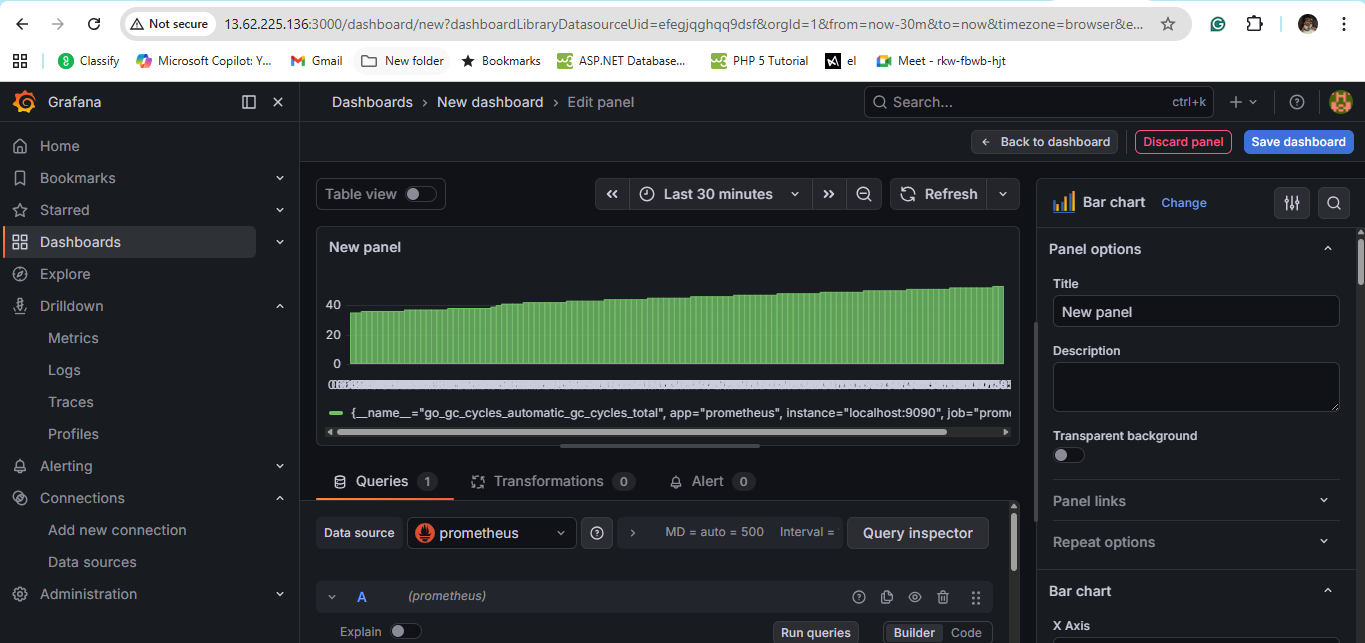 Not secure
13.62.225.136:3000/dashboard/new?dashboardLibraryDatasourceUid=efegjqghqq9dsf&orgId=1&from=now-30m&to=now&timezone=browser&e...
Classify
Microsoft Copilot: Y...
Gmail
New folder
Bookmarks
ASP.NET Database...
PHP 5 Tutorial
el
Meet - rkw-fbwb-hjt
Grafana
Dashboards › New dashboard › Edit panel
Search...
ctrl+k
Back to dashboard
Discard panel
Save dashboard
Home
Bookmarks
Starred
Dashboards
Explore
Drilldown
Metrics
Logs
Traces
Profiles
Alerting
Connections
Add new connection
Data sources
Administration
Table view
Last 30 minutes
Refresh
New panel
40
20
0
{__name__="go_gc_cycles_automatic_gc_cycles_total", app="prometheus", instance="localhost:9090", job="prome
Queries 1
Transformations 0
Alert 0
Data source
prometheus
MD = auto = 500
Interval =
Query inspector
A
(prometheus)
Explain
Run queries
Builder
Code
Bar chart
Change
Panel options
Title
New panel
Description
Transparent background
Panel links
Repeat options
Bar chart
X Axis